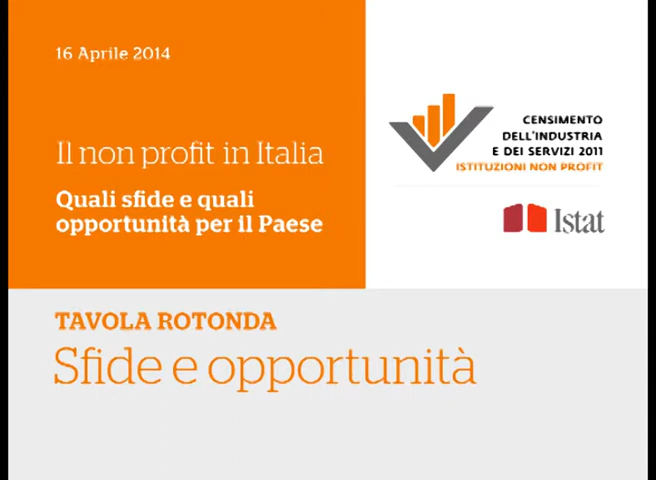 16 Aprile 2014
Il non profit in Italia
Quali sfide e quali
opportunità per il Paese
CENSIMENTO
DELL'INDUSTRIA
E DEI SERVIZI 2011
ISTITUZIONI NON PROFIT
Istat
TAVOLA ROTONDA
Sfide e opportunità